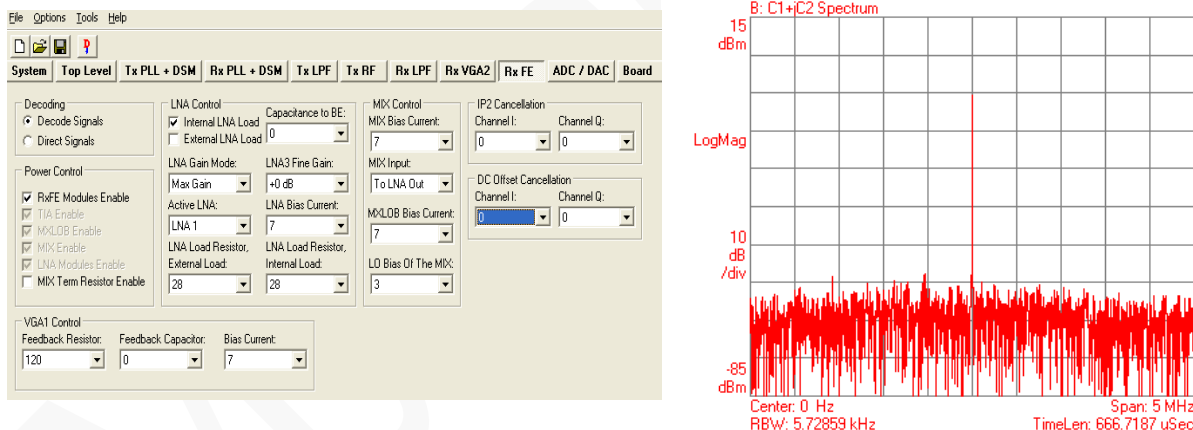 File Options Tools Help
System Top Level Tx PLL + DSM Rx PLL + DSM Tx LPF Tx RF Rx LPF Rx VGA2 Rx FE ADC / DAC Board
Decoding
Decode Signals
Direct Signals
Power Control
RxFE Modules Enable
TIA Enable
MXLOB Enable
MIX Enable
LNA Modules Enable
MIX Term Resistor Enable
LNA Control
Internal LNA Load
External LNA Load
Capacitance to BE:
0
LNA Gain Mode: LNA3 Fine Gain:
Max Gain +0 dB
Active LNA: LNA Bias Current:
LNA 1 7
LNA Load Resistor, LNA Load Resistor,
External Load: Internal Load:
28 28
MIX Control
MIX Bias Current:
7
MIX Input:
To LNA Out
MXLOB Bias Current:
7
LO Bias Of The MIX:
3
IP2 Cancellation
Channel I: Channel Q:
0 0
DC Offset Cancellation
Channel I: Channel Q:
0 0
VGA1 Control
Feedback Resistor: Feedback Capacitor: Bias Current:
120 0 7
B: C1+jC2 Spectrum
15
dBm
LogMag
10
dB
/div
-85
dBm
Center: 0 Hz Span: 5 MHz
RBW: 5.72859 kHz TimeLen: 666.7187 uSec